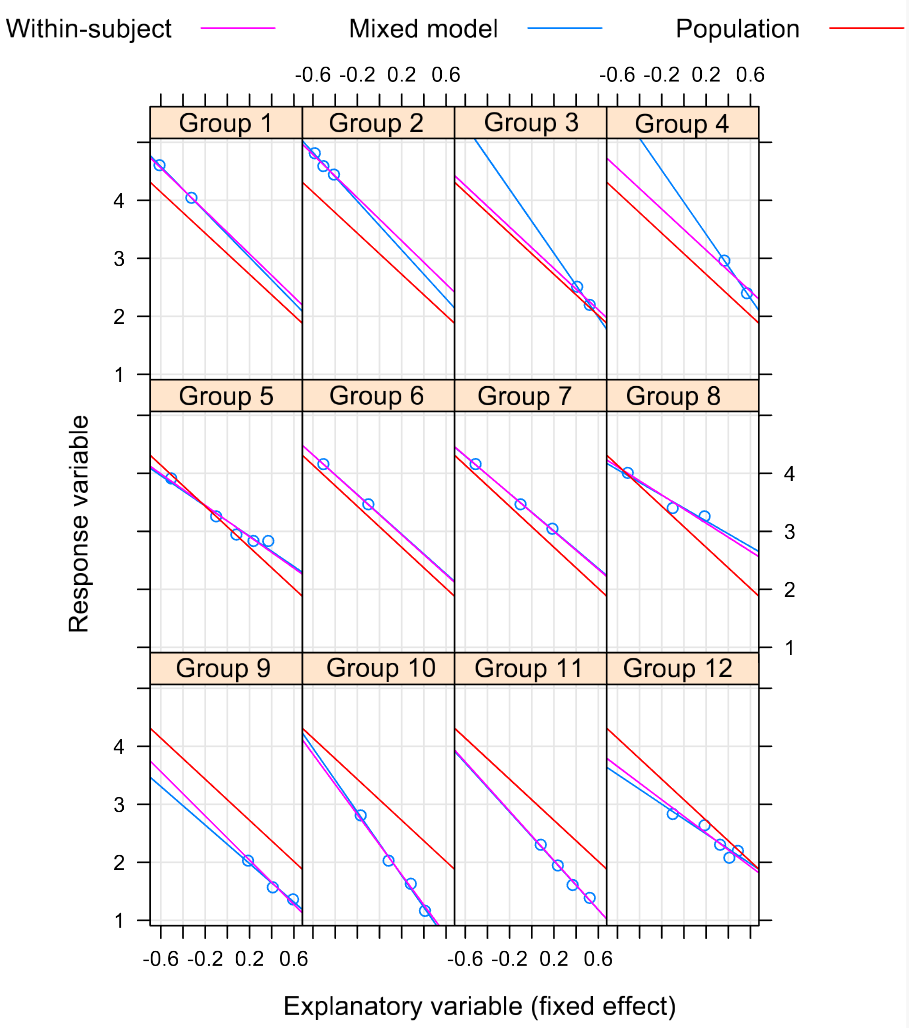 Within-subject Mixed model Population
-0.6 -0.2 0.2 0.6 -0.6 -0.2 0.2 0.6
Group 1 Group 2 Group 3 Group 4
4
3
2
1
Group 5 Group 6 Group 7 Group 8
4
3
2
1
Response variable
Group 9 Group 10 Group 11 Group 12
4
3
2
1
-0.6 -0.2 0.2 0.6 -0.6 -0.2 0.2 0.6
Explanatory variable (fixed effect)